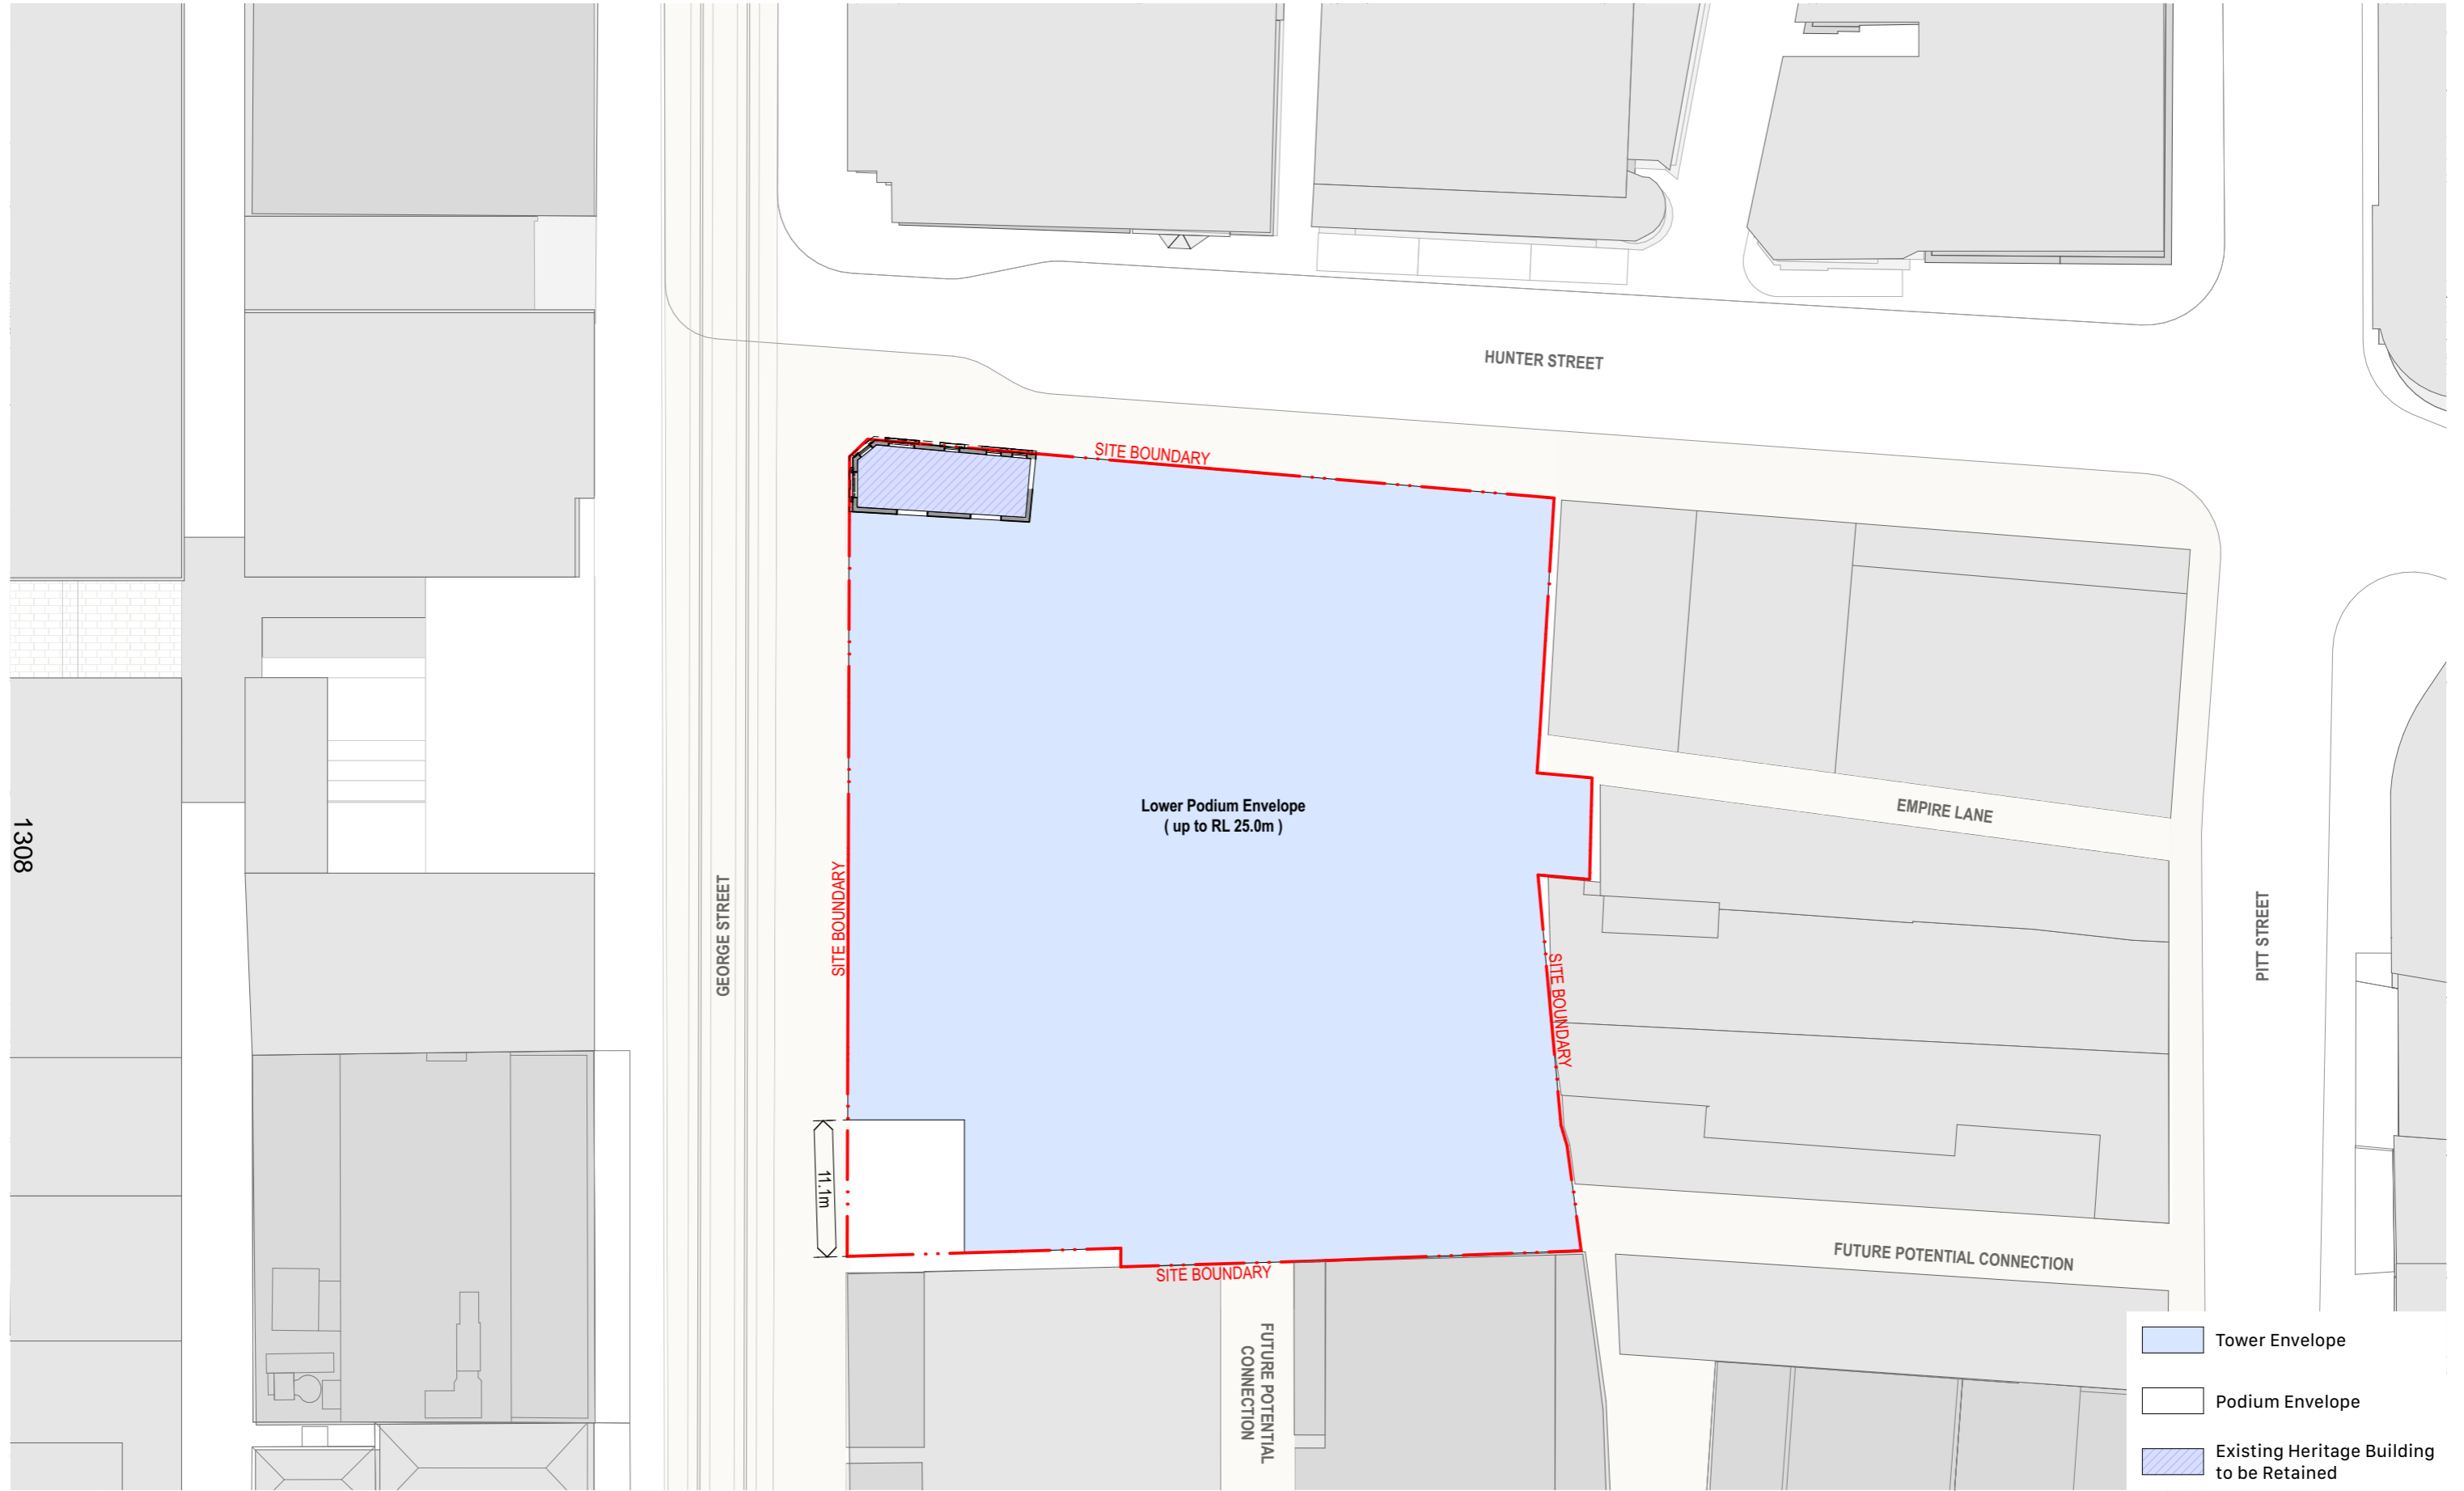 HUNTER STREET
SITE BOUNDARY
Lower Podium Envelope
( up to RL 25.0m )
EMPIRE LANE
1308
SITE BOUNDARY
GEORGE STREET
PITT STREET
SITE BOUNDARY
11.1m
FUTURE POTENTIAL CONNECTION
SITE BOUNDARY
FUTURE POTENTIAL
CONNECTION
Tower Envelope
Podium Envelope
Existing Heritage Building
to be Retained